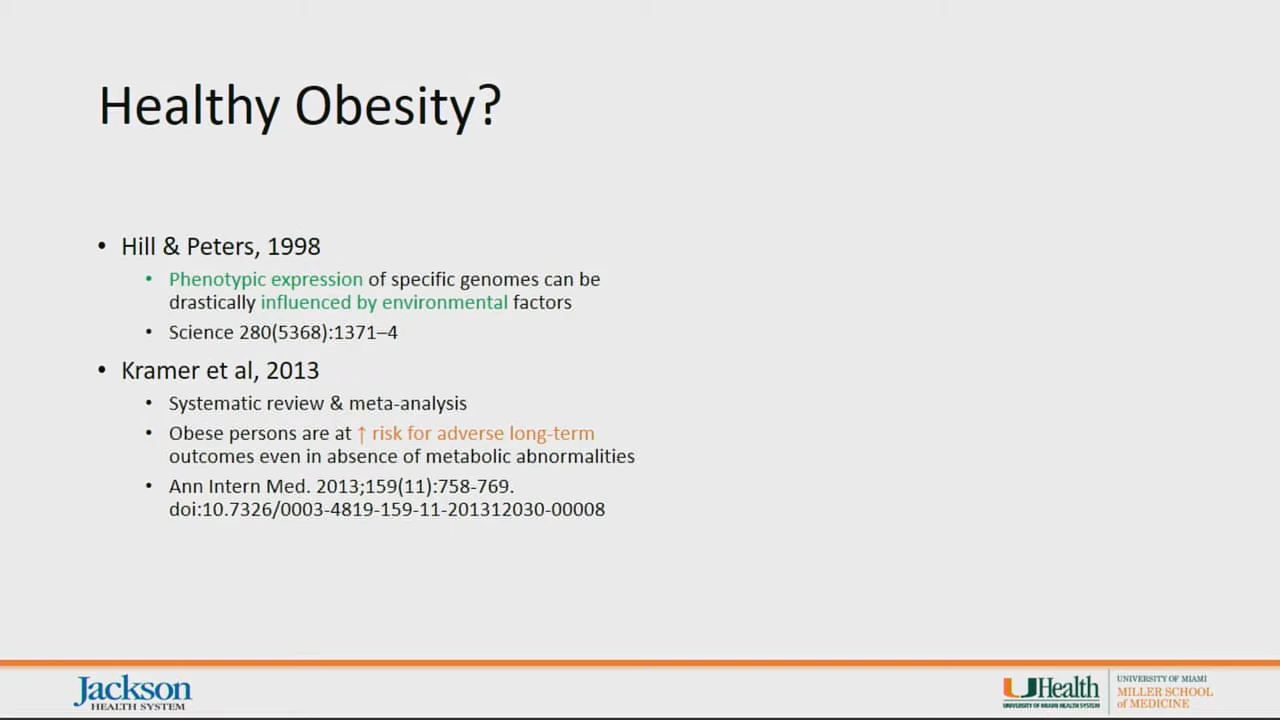 Healthy Obesity?
• Hill & Peters, 1998
• Phenotypic expression of specific genomes can be
drastically influenced by environmental factors
• Science 280(5368):1371–4
• Kramer et al, 2013
• Systematic review & meta-analysis
• Obese persons are at ↑ risk for adverse long-term
outcomes even in absence of metabolic abnormalities
• Ann Intern Med. 2013;159(11):758-769.
doi:10.7326/0003-4819-159-11-201312030-00008
Jackson
HEALTH SYSTEM
UHealth
UNIVERSITY OF MIAMI HEALTH SYSTEM
UNIVERSITY OF MIAMI
MILLER SCHOOL
of MEDICINE